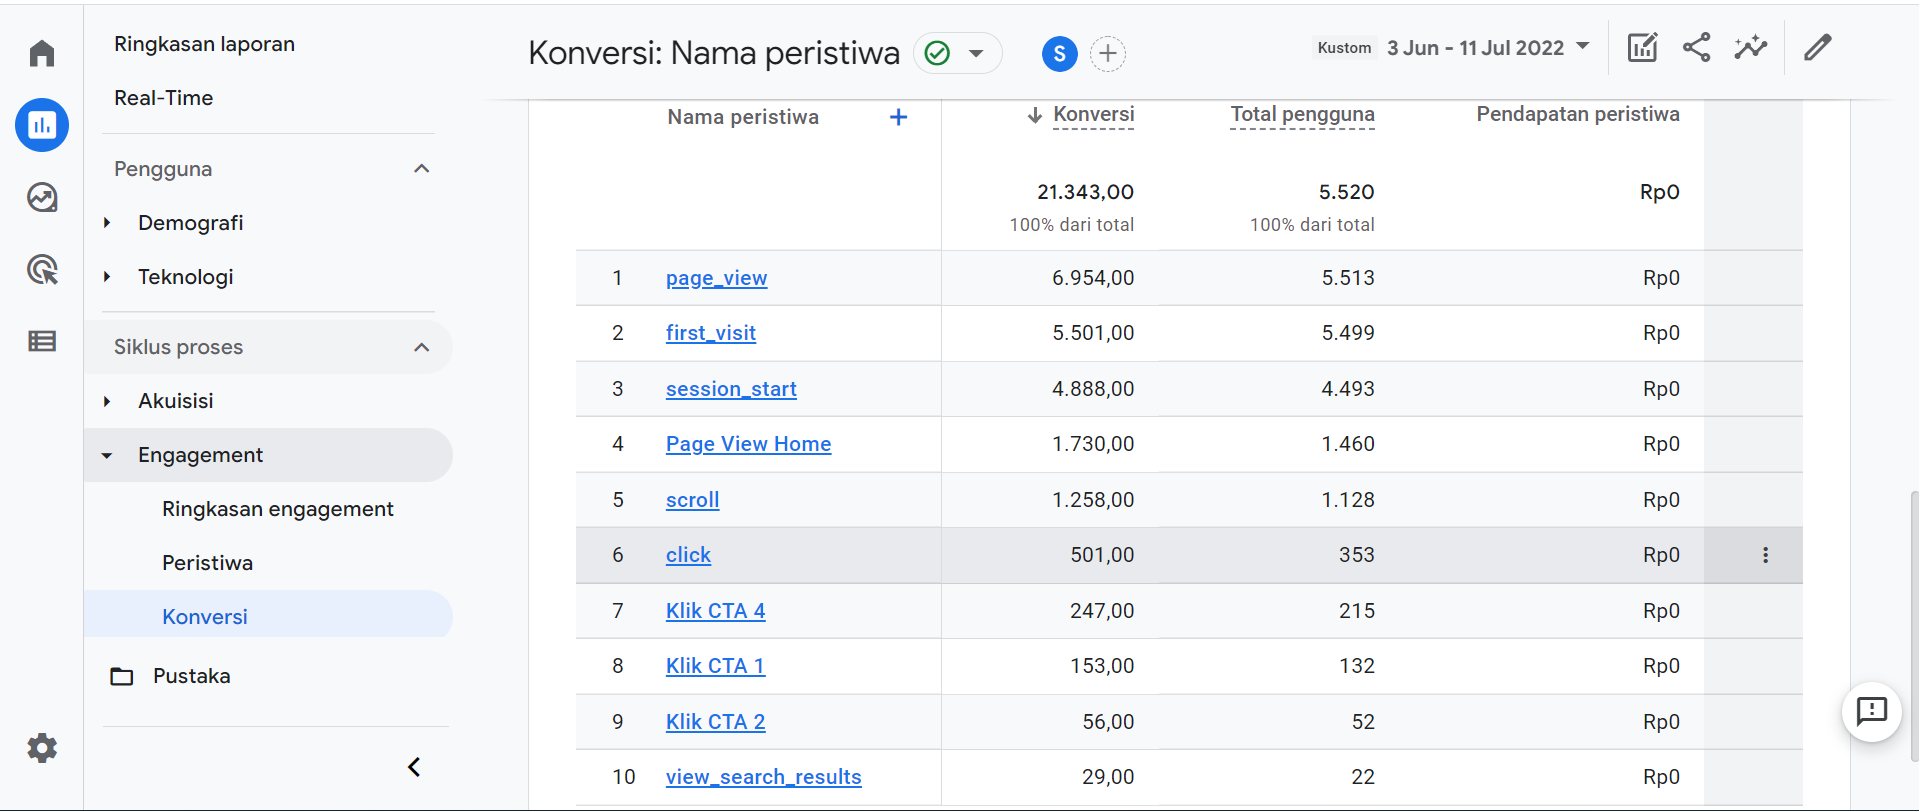 Ringkasan laporan
Real-Time
Pengguna
Demografi
Teknologi
Siklus proses
Akuisisi
Engagement
Ringkasan engagement
Peristiwa
Konversi
Pustaka
Konversi: Nama peristiwa
S
Kustom 3 Jun - 11 Jul 2022
Nama peristiwa + Konversi Total pengguna Pendapatan peristiwa
21.343,00 5.520 Rp0
100% dari total 100% dari total
1 page_view 6.954,00 5.513 Rp0
2 first_visit 5.501,00 5.499 Rp0
3 session_start 4.888,00 4.493 Rp0
4 Page View Home 1.730,00 1.460 Rp0
5 scroll 1.258,00 1.128 Rp0
6 click 501,00 353 Rp0
7 Klik CTA 4 247,00 215 Rp0
8 Klik CTA 1 153,00 132 Rp0
9 Klik CTA 2 56,00 52 Rp0
10 view_search_results 29,00 22 Rp0